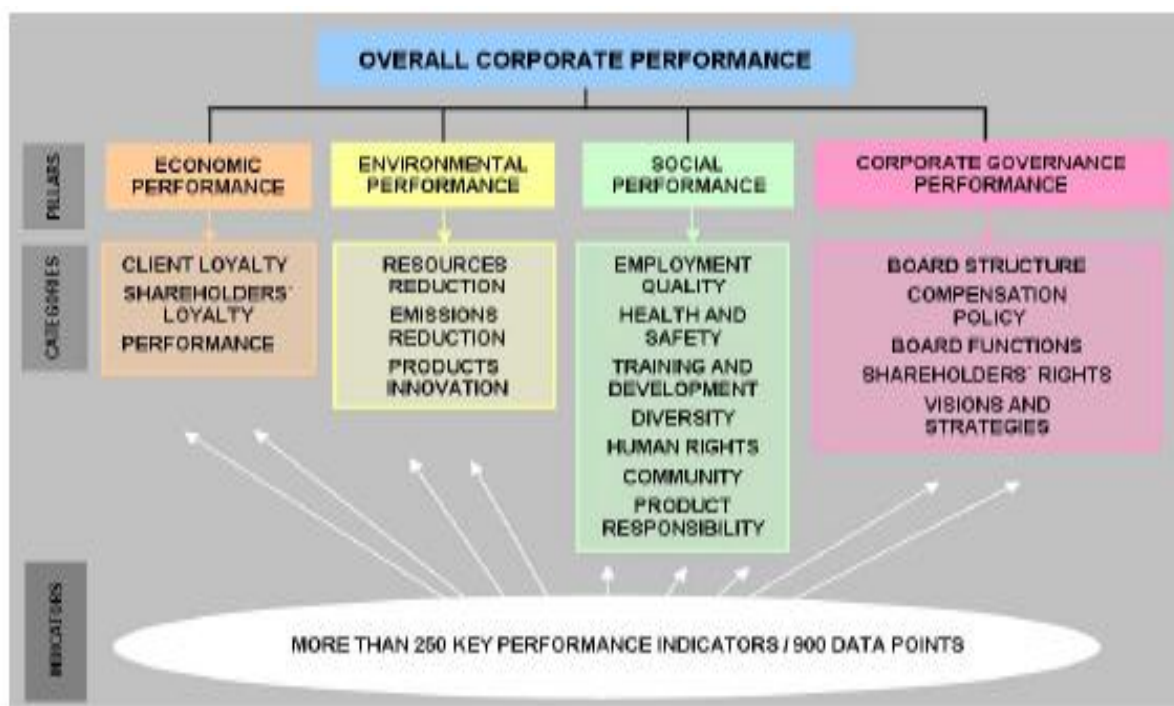 OVERALL CORPORATE PERFORMANCE
PILLARS
ECONOMIC
PERFORMANCE
ENVIRONMENTAL
PERFORMANCE
SOCIAL
PERFORMANCE
CORPORATE GOVERNANCE
PERFORMANCE
CATEGORIES
CLIENT LOYALTY
SHAREHOLDERS´
LOYALTY
PERFORMANCE
RESOURCES
REDUCTION
EMISSIONS
REDUCTION
PRODUCTS
INNOVATION
EMPLOYMENT
QUALITY
HEALTH AND
SAFETY
TRAINING AND
DEVELOPMENT
DIVERSITY
HUMAN RIGHTS
COMMUNITY
PRODUCT
RESPONSIBILITY
BOARD STRUCTURE
COMPENSATION
POLICY
BOARD FUNCTIONS
SHAREHOLDERS´ RIGHTS
VISIONS AND
STRATEGIES
INDICATORS
MORE THAN 250 KEY PERFORMANCE INDICATORS / 900 DATA POINTS